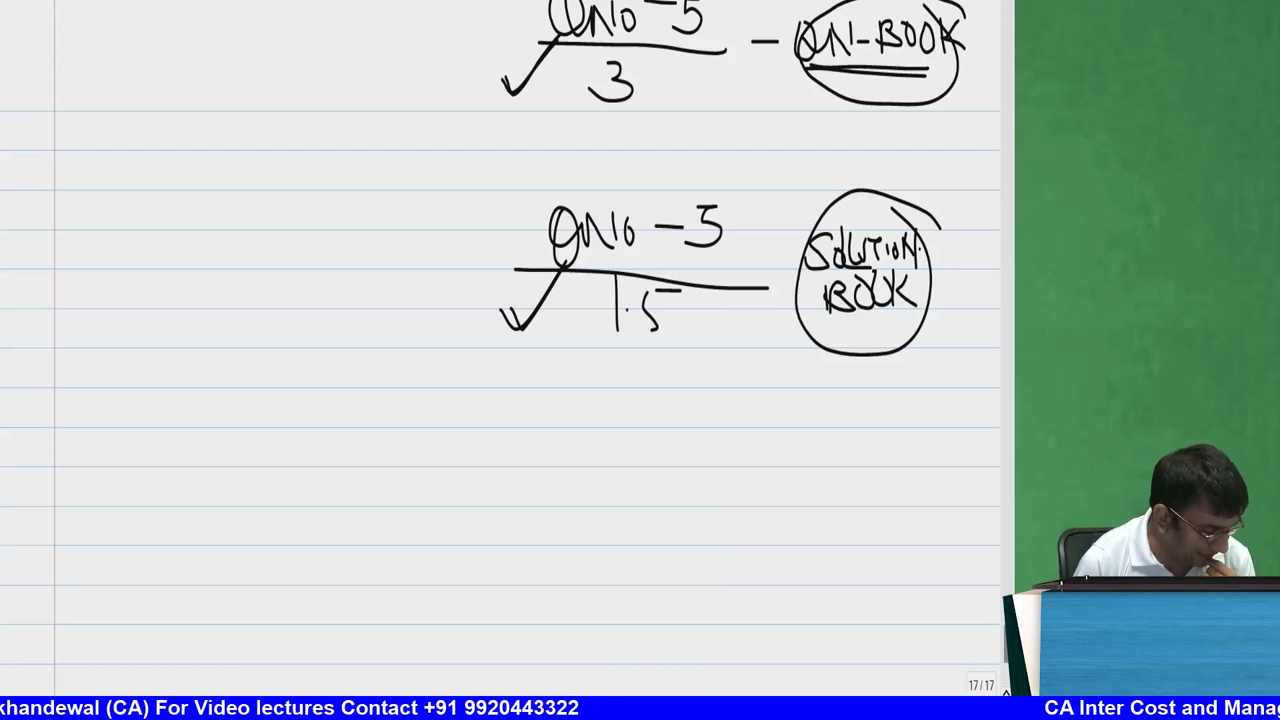 QN10 - 5
3
- QN-BOOK
QN10 - 5
1.5
SOLUTION
BOOK
17/17
khandewal (CA) For Video lectures Contact +91 9920443322
CA Inter Cost and Manag